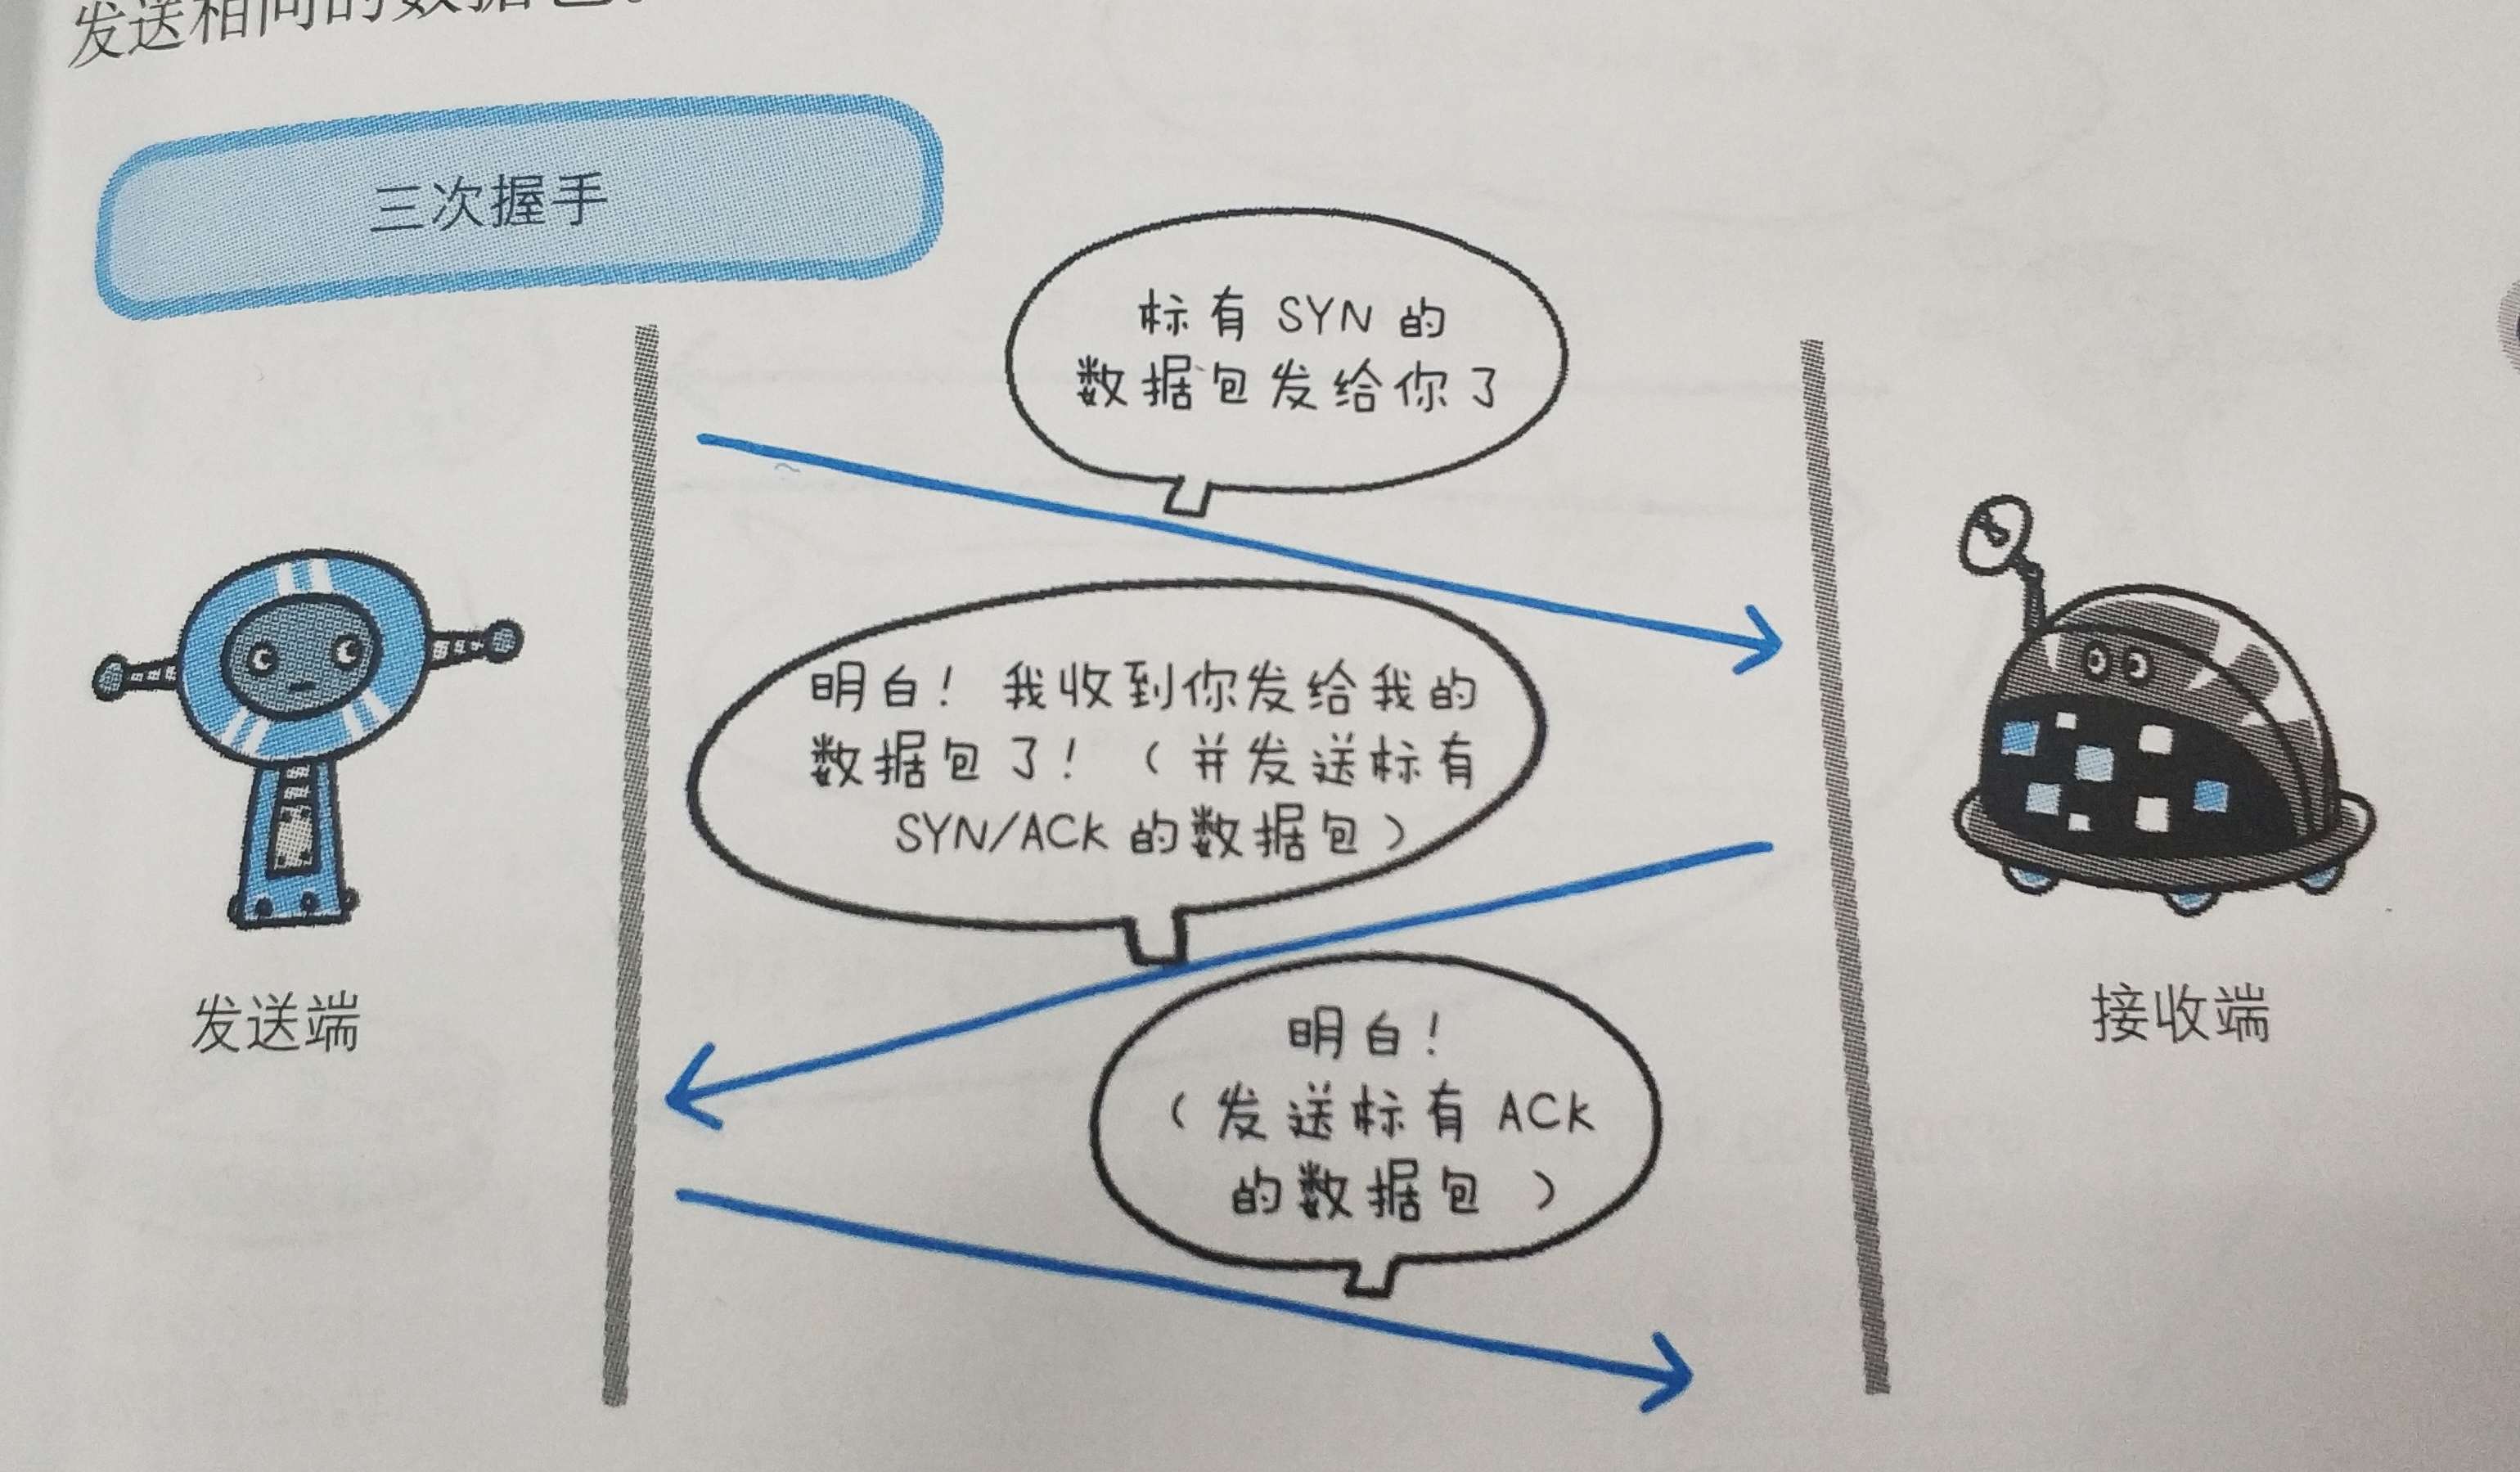 发送相同的数据包。
三次握手
标有 SYN 的
数据包发给你了
明白！我收到你发给我的
数据包了！（并发送标有
SYN/ACK 的数据包）
发送端
接收端
明白！
（发送标有 ACK
的数据包）